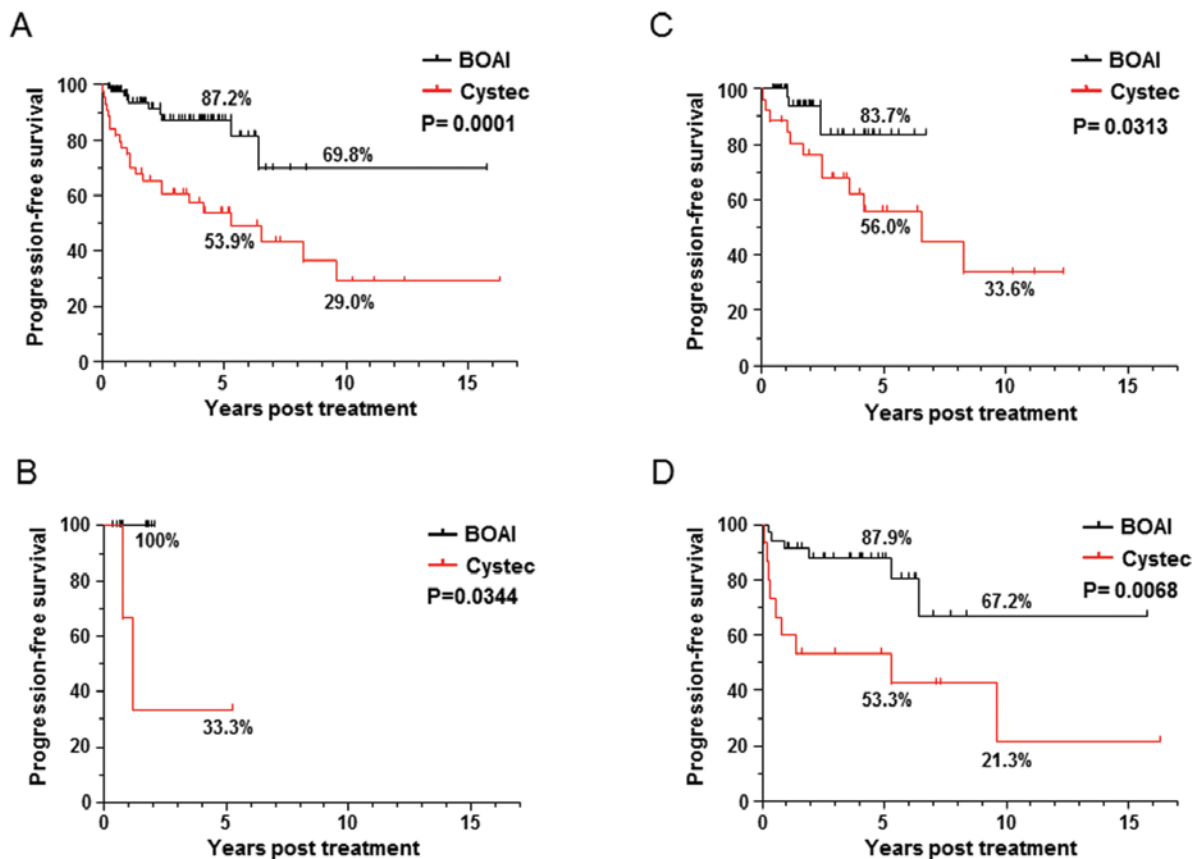 A
Progression-free survival
100
80
60
40
20
0
BOAI
Cystec
P= 0.0001
87.2%
69.8%
53.9%
29.0%
0 5 10 15
Years post treatment
C
Progression-free survival
100
80
60
40
20
0
BOAI
Cystec
P= 0.0313
83.7%
56.0%
33.6%
0 5 10 15
Years post treatment
B
Progression-free survival
100
80
60
40
20
0
BOAI
Cystec
P=0.0344
100%
33.3%
0 5 10 15
Years post treatment
D
Progression-free survival
100
80
60
40
20
0
BOAI
Cystec
P= 0.0068
87.9%
67.2%
53.3%
21.3%
0 5 10 15
Years post treatment